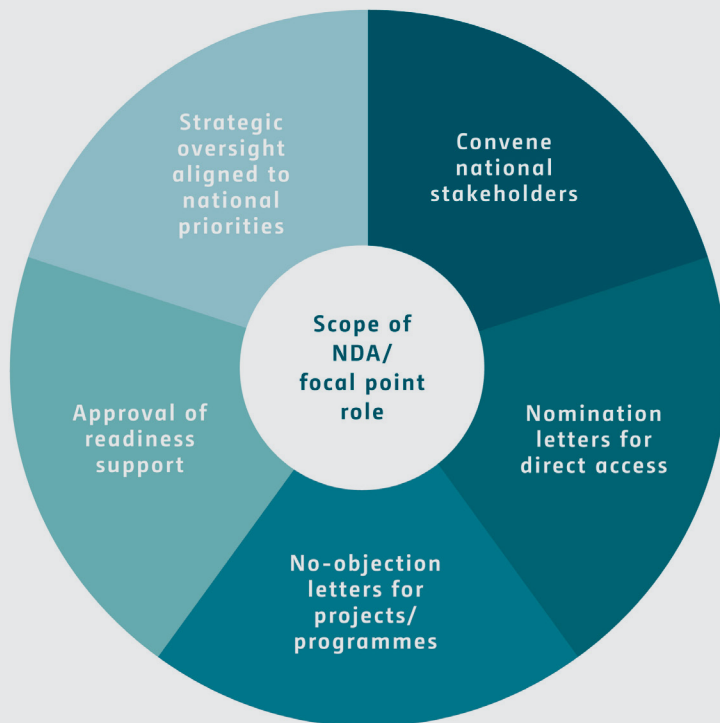 Strategic
oversight
aligned to
national
priorities
Convene
national
stakeholders
Scope of
NDA/
focal point
role
Approval of
readiness
support
Nomination
letters for
direct access
No-objection
letters for
projects/
programmes